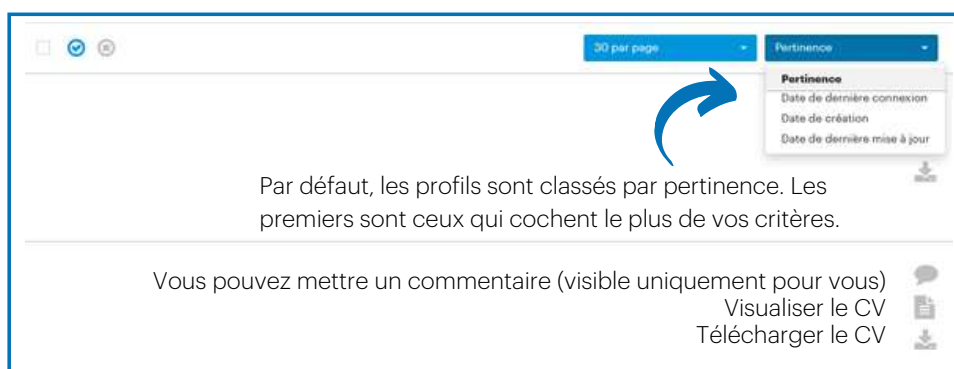 30 par page
Pertinence
Pertinence
Date de dernière connexion
Date de création
Date de dernière mise à jour
Par défaut, les profils sont classés par pertinence. Les
premiers sont ceux qui cochent le plus de vos critères.
Vous pouvez mettre un commentaire (visible uniquement pour vous)
Visualiser le CV
Télécharger le CV